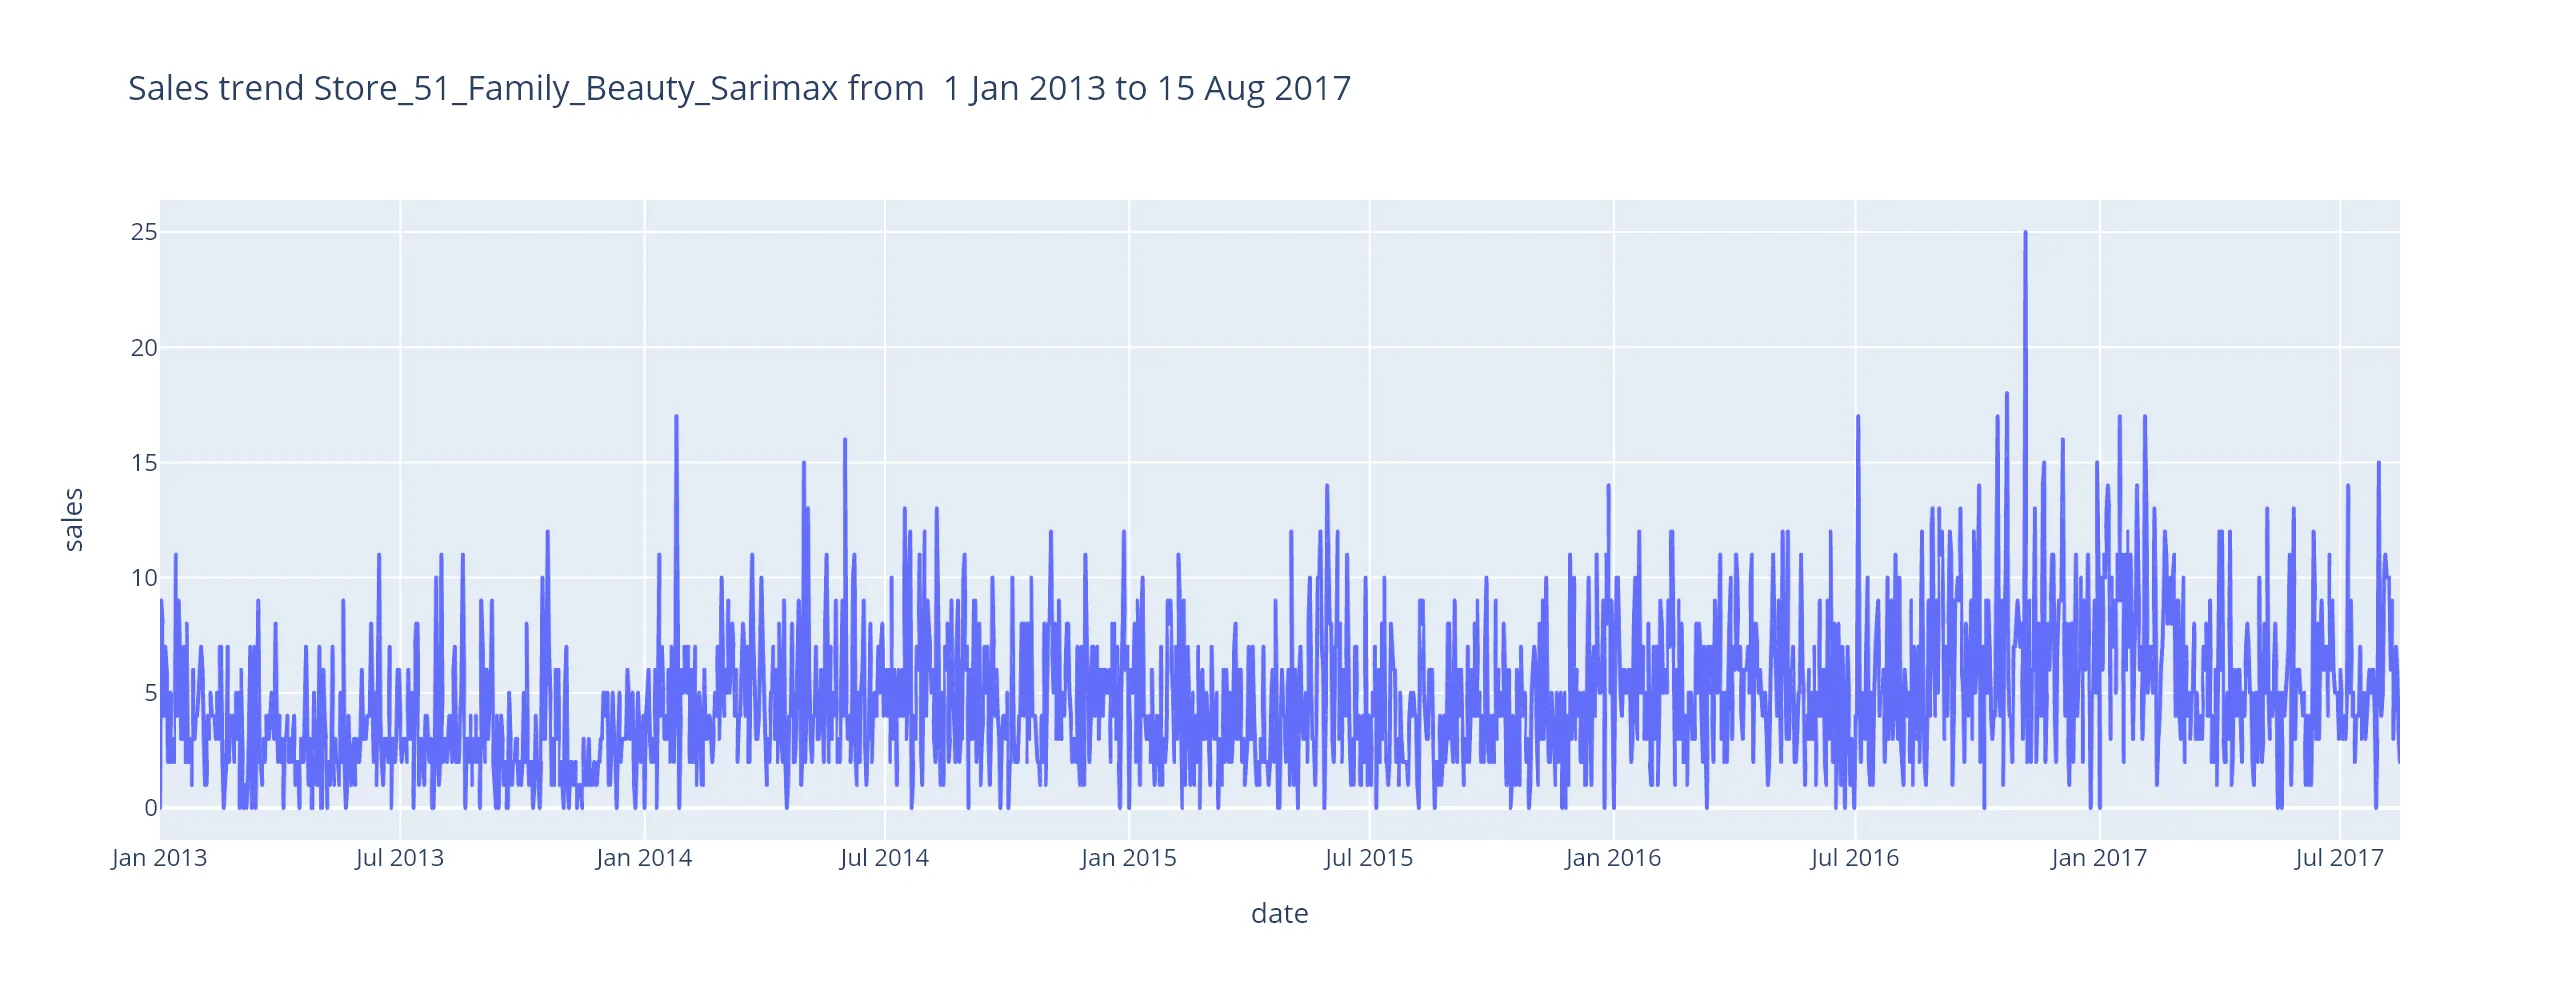 Sales trend Store_51_Family_Beauty_Sarimax from  1 Jan 2013 to 15 Aug 2017
25
20
15
10
5
0
sales
Jan 2013
Jul 2013
Jan 2014
Jul 2014
Jan 2015
Jul 2015
Jan 2016
Jul 2016
Jan 2017
Jul 2017
date